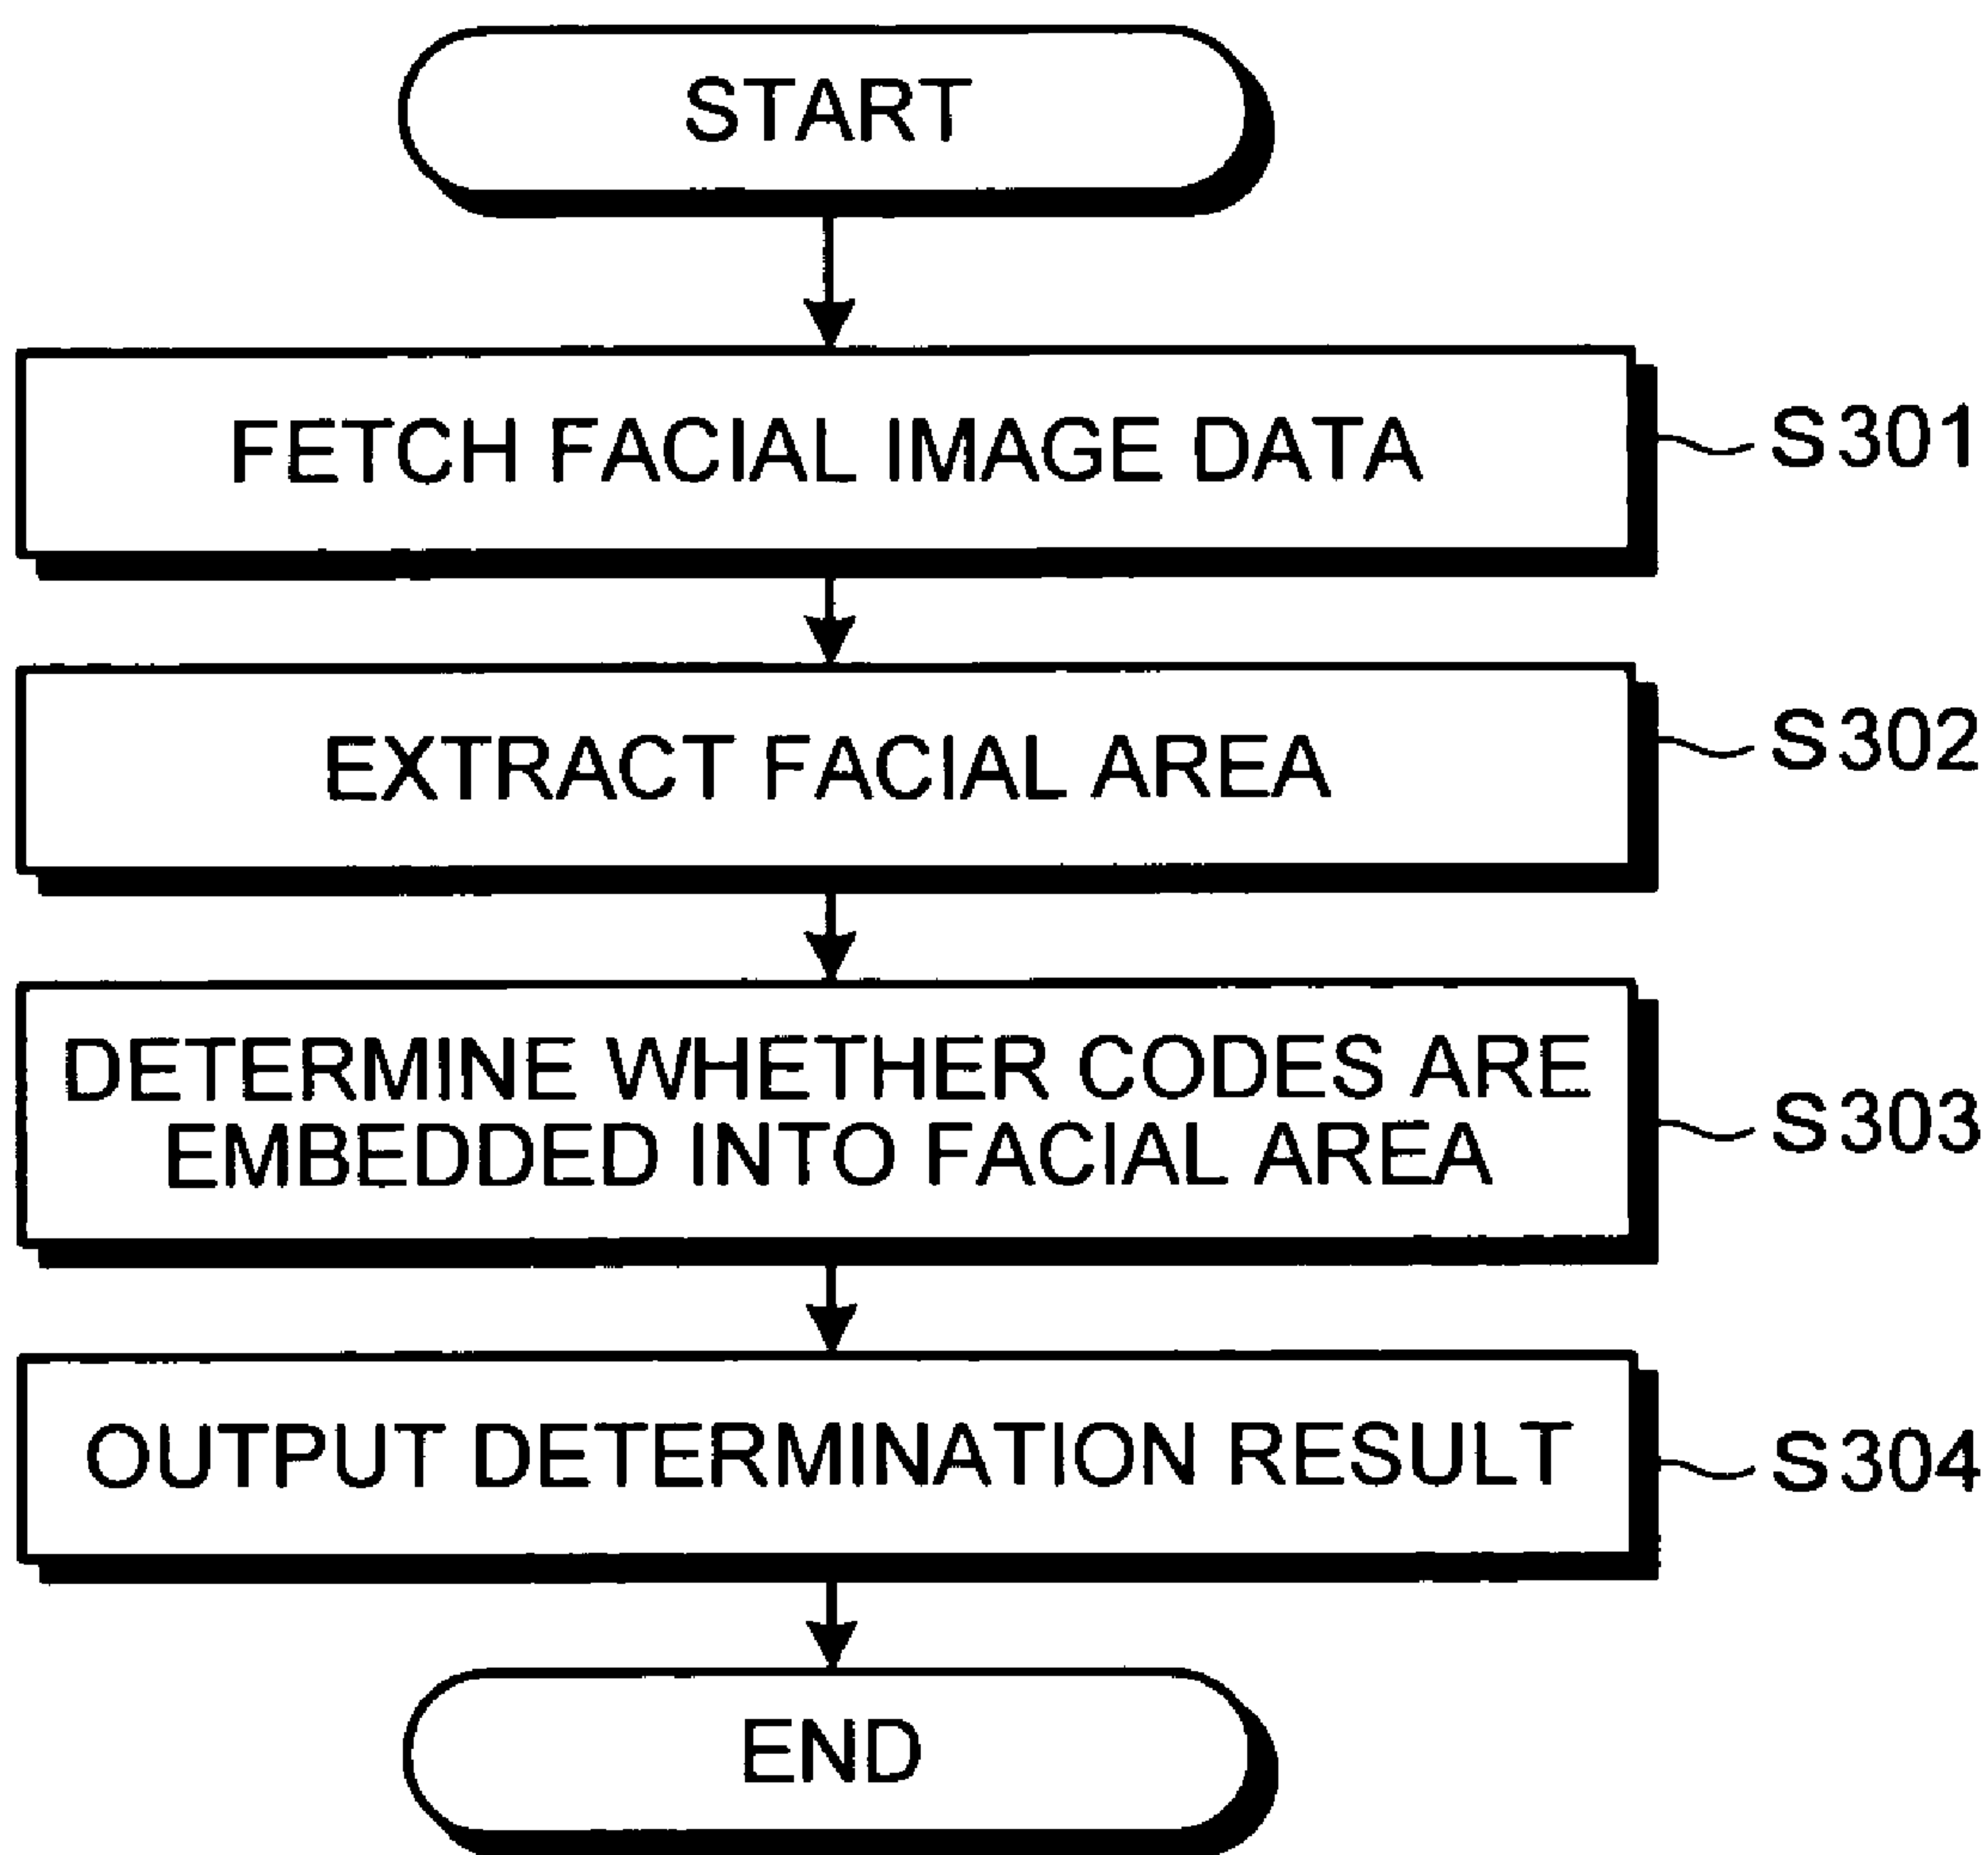 START
FETCH FACIAL IMAGE DATA
S301
EXTRACT FACIAL AREA
S302
DETERMINE WHETHER CODES ARE
EMBEDDED INTO FACIAL AREA
S303
OUTPUT DETERMINATION RESULT
S304
END